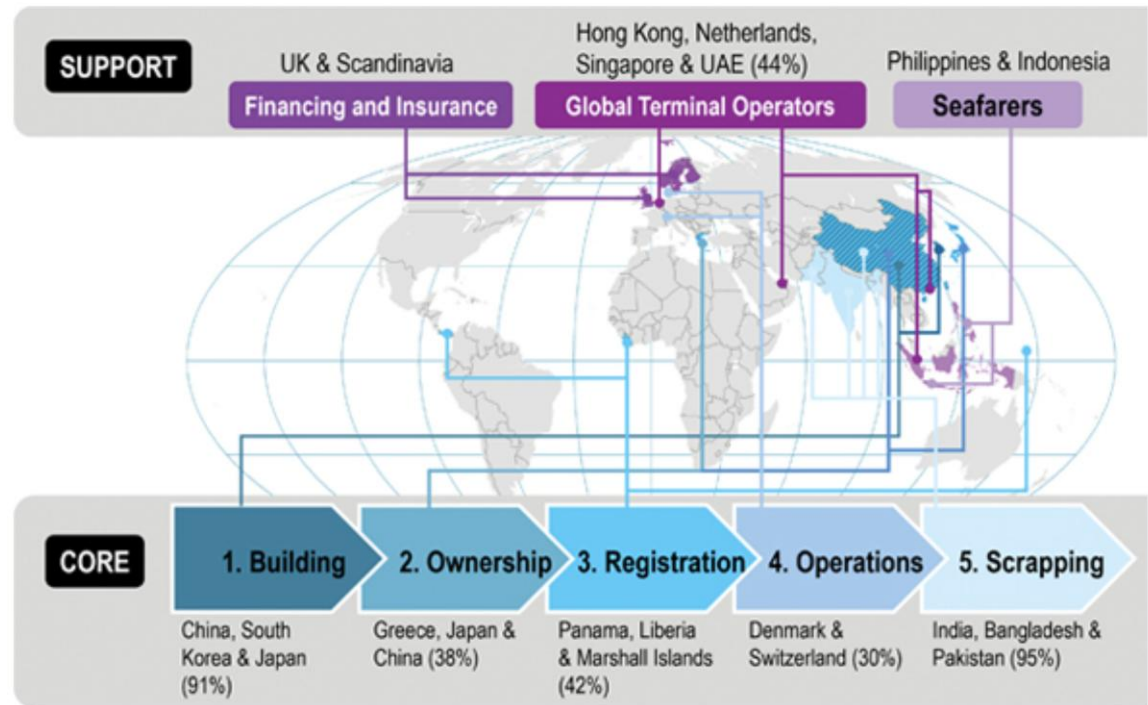 SUPPORT
UK & Scandinavia
Financing and Insurance
Hong Kong, Netherlands,
Singapore & UAE (44%)
Global Terminal Operators
Philippines & Indonesia
Seafarers
CORE
1. Building
2. Ownership
3. Registration
4. Operations
5. Scrapping
China, South
Korea & Japan
(91%)
Greece, Japan &
China (38%)
Panama, Liberia
& Marshall Islands
(42%)
Denmark &
Switzerland (30%)
India, Bangladesh &
Pakistan (95%)